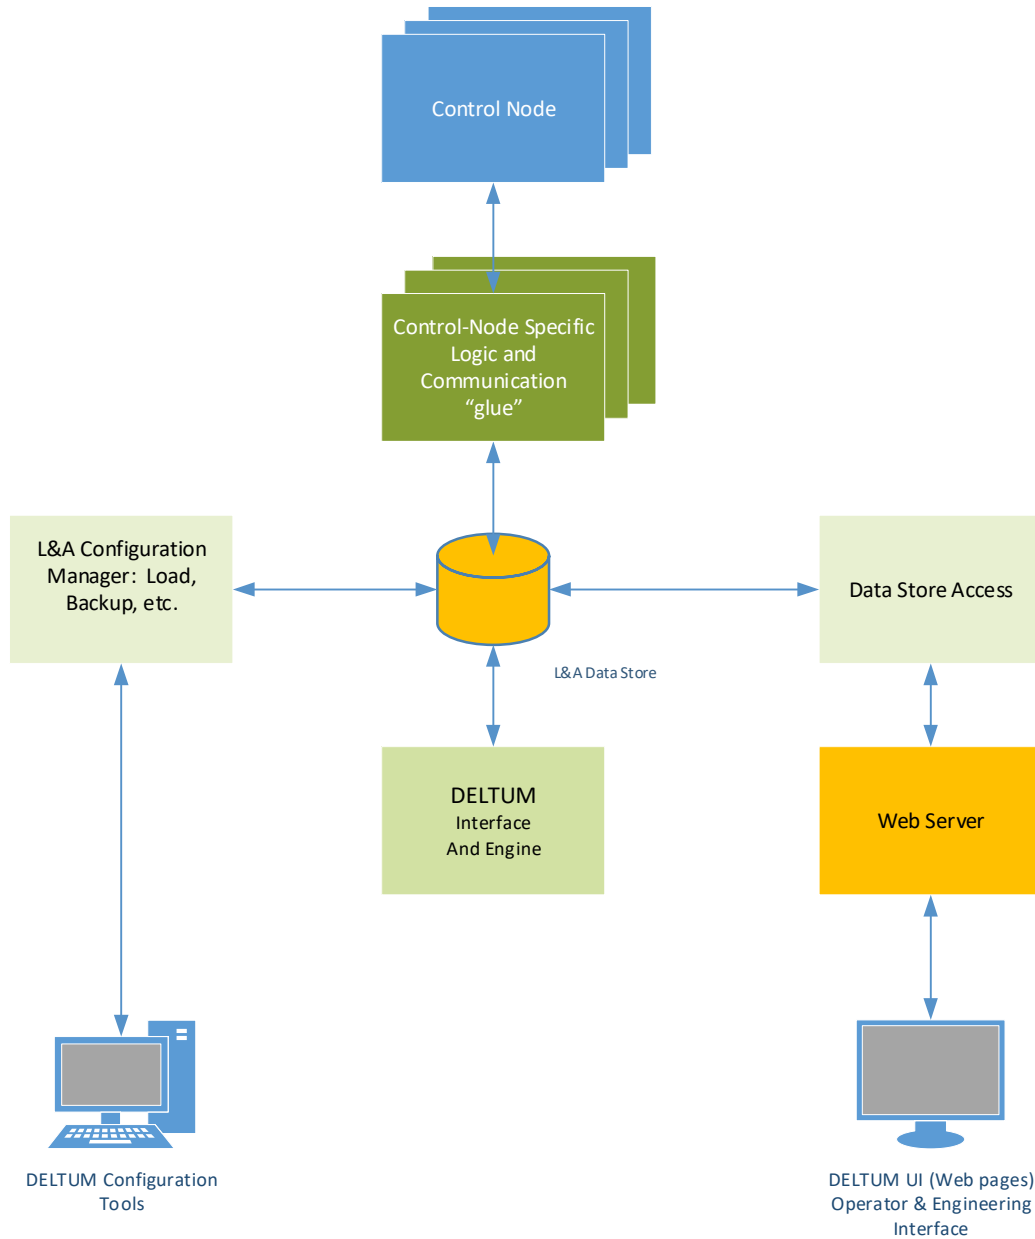 Control Node
Control-Node Specific
Logic and
Communication
“glue”
L&A Configuration
Manager:  Load,
Backup, etc.
Data Store Access
L&A Data Store
DELTUM
Interface
And Engine
Web Server
DELTUM Configuration
Tools
DELTUM UI (Web pages)
Operator & Engineering
Interface